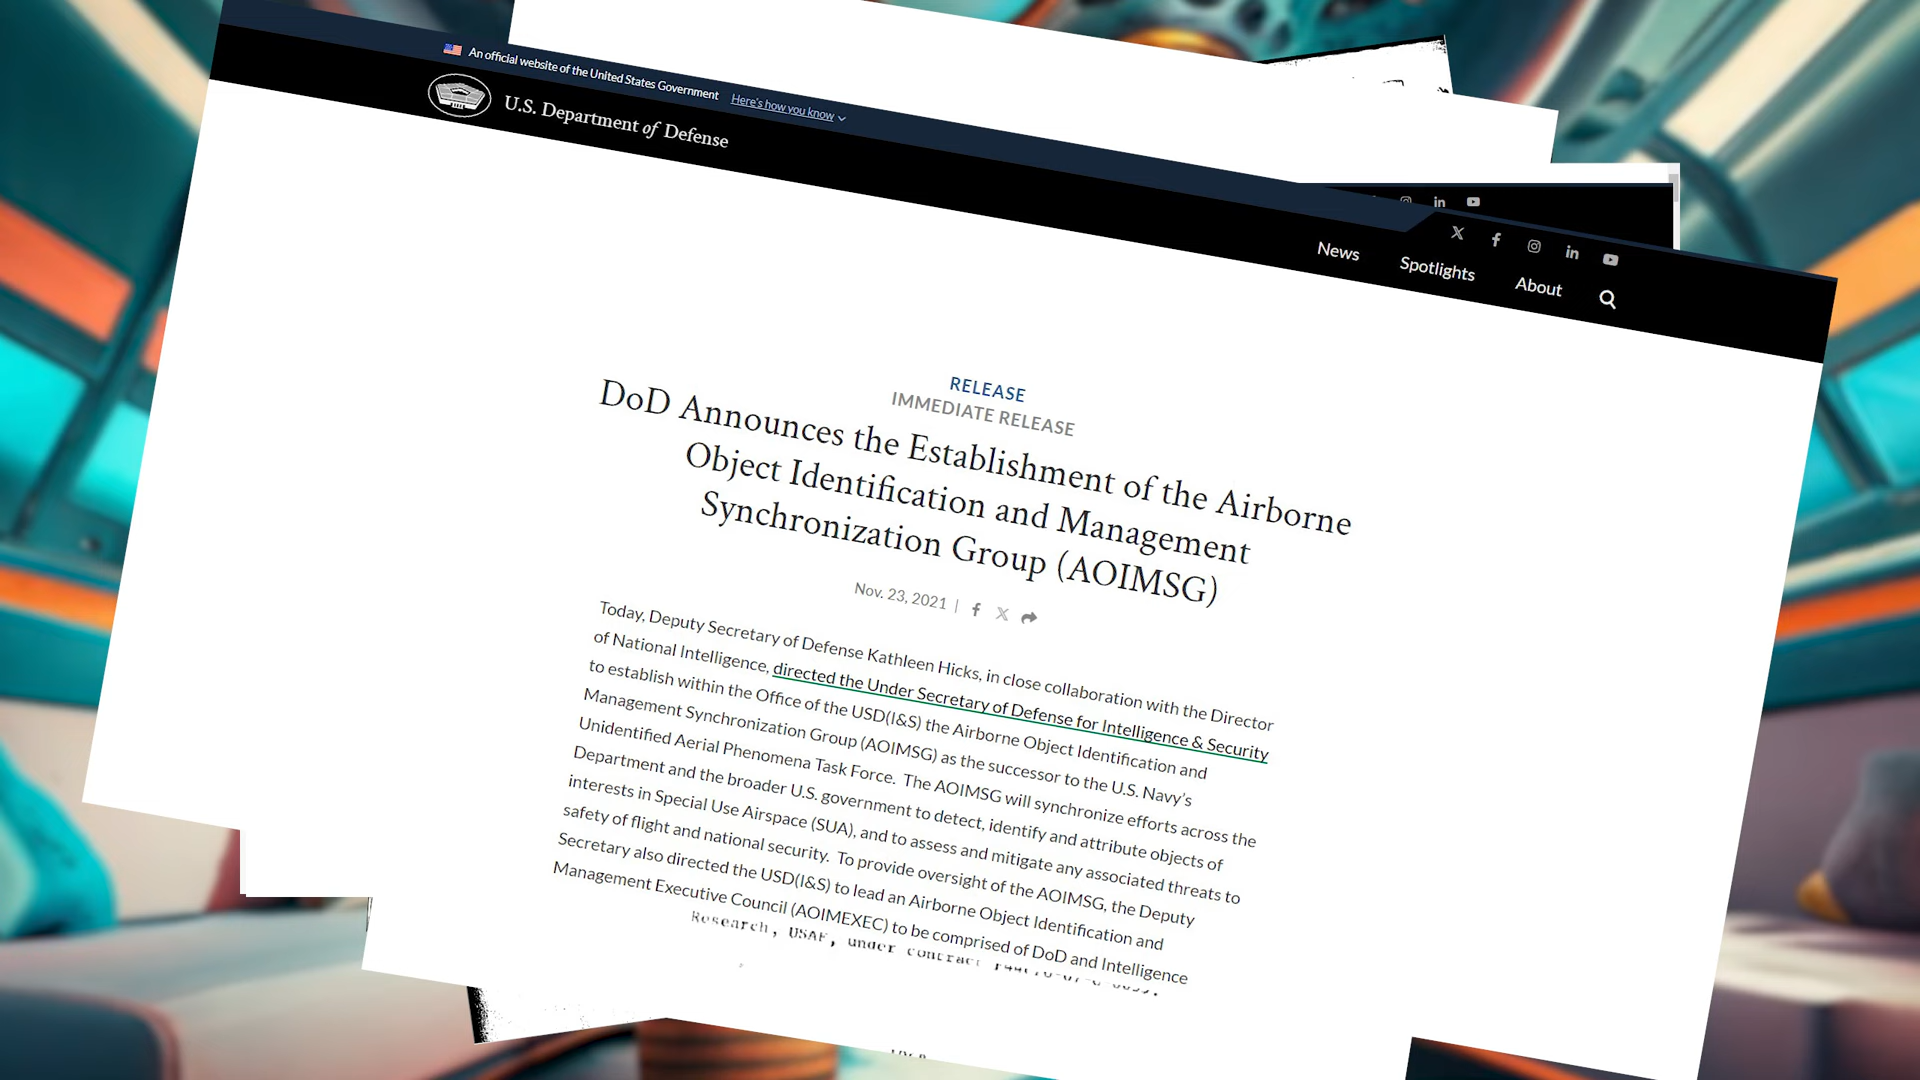 An official website of the United States Government Here's how you know
U.S. Department of Defense
News Spotlights About
RELEASE
IMMEDIATE RELEASE
DoD Announces the Establishment of the Airborne
Object Identification and Management
Synchronization Group (AOIMSG)
Nov. 23, 2021 |
Today, Deputy Secretary of Defense Kathleen Hicks, in close collaboration with the Director
of National Intelligence, directed the Under Secretary of Defense for Intelligence & Security
to establish within the Office of the USD(I&S) the Airborne Object Identification and
Management Synchronization Group (AOIMSG) as the successor to the U.S. Navy's
Unidentified Aerial Phenomena Task Force. The AOIMSG will synchronize efforts across the
Department and the broader U.S. government to detect, identify and attribute objects of
interests in Special Use Airspace (SUA), and to assess and mitigate any associated threats to
safety of flight and national security. To provide oversight of the AOIMSG, the Deputy
Secretary also directed the USD(I&S) to lead an Airborne Object Identification and
Management Executive Council (AOIMEXEC) to be comprised of DoD and Intelligence
Research, USAF, under contract